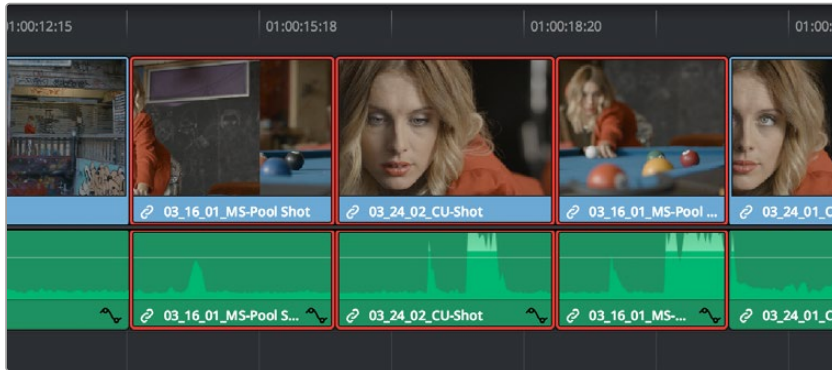 01:00:12:15
01:00:15:18
01:00:18:20
01:00:
03_16_01_MS-Pool Shot
03_24_02_CU-Shot
03_16_01_MS-Pool ...
03_24_01_C
03_16_01_MS-Pool S...
03_24_02_CU-Shot
03_16_01_MS-...
03_24_01_C